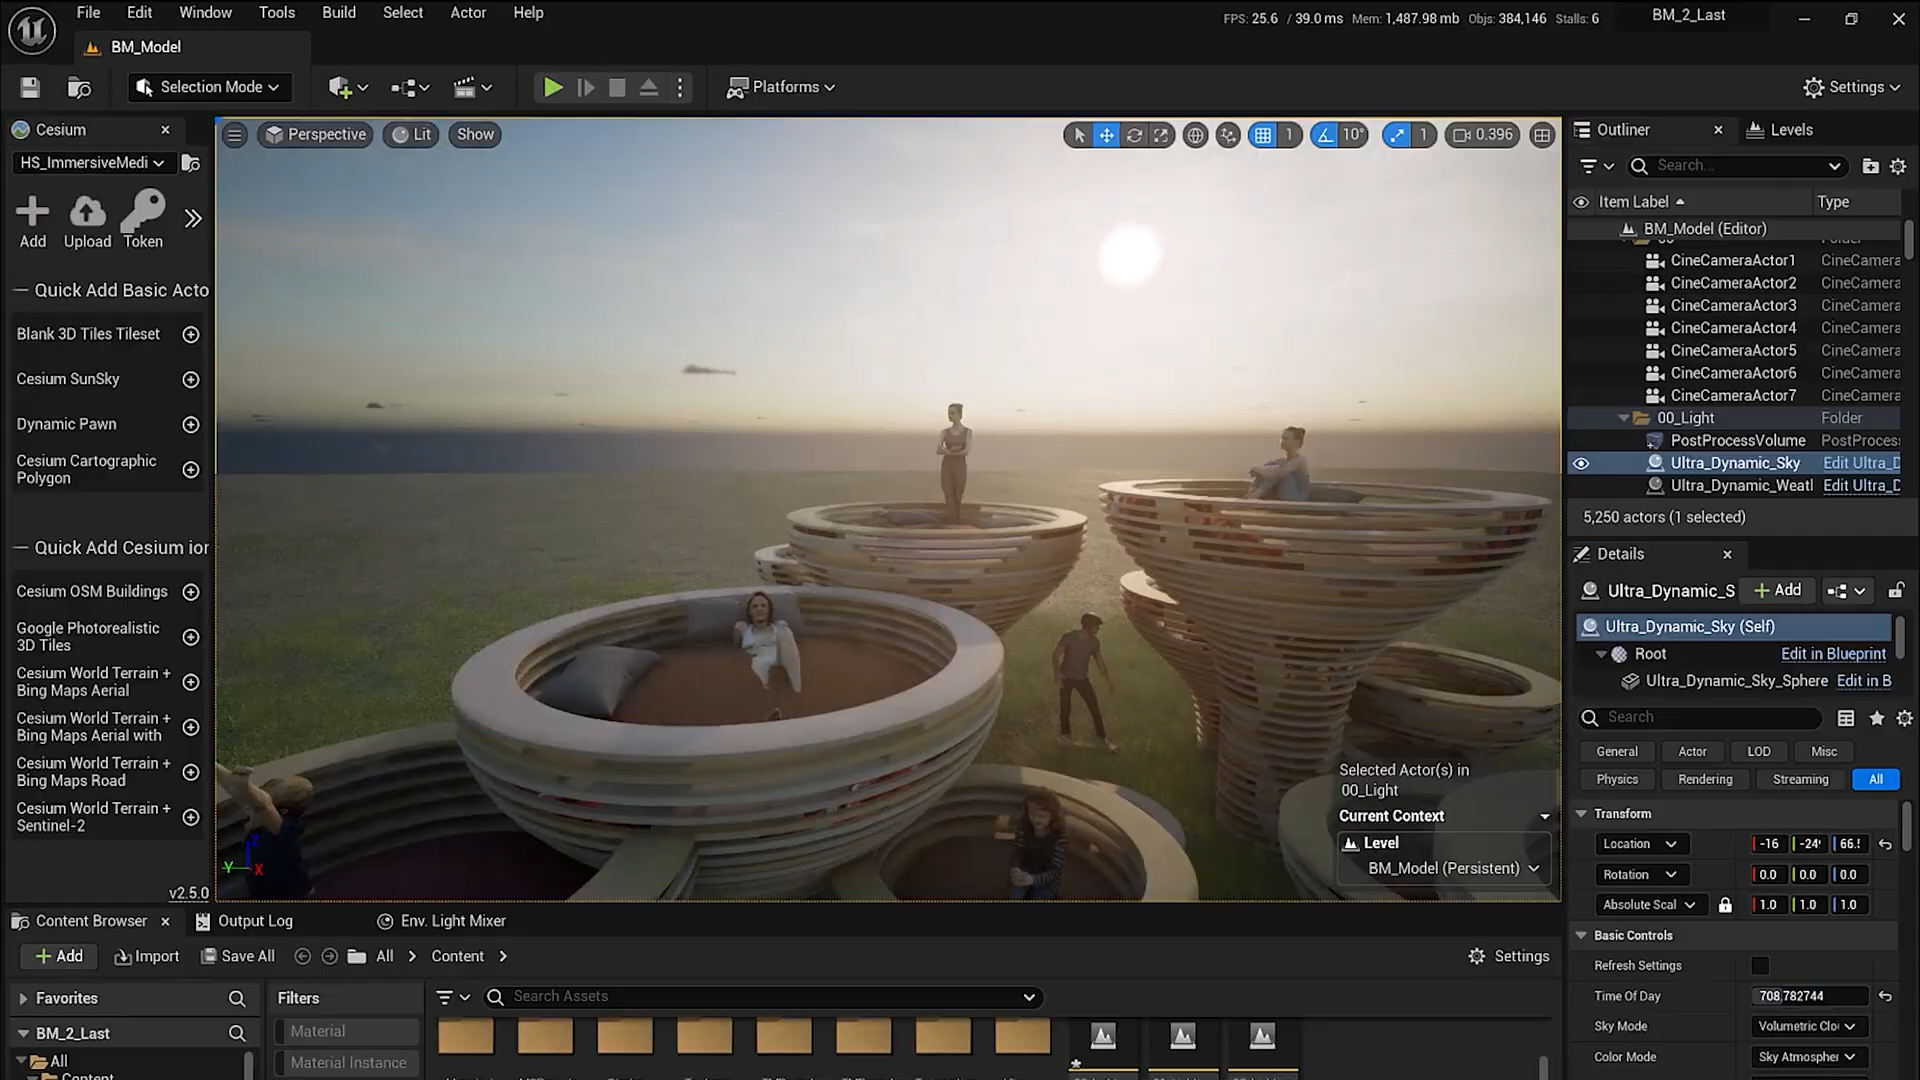 File Edit Window Tools Build Select Actor Help
FPS: 25.6 / 39.0 ms Mem: 1,487.98 mb Objs: 384,146 Stalls: 6
BM_2_Last
BM_Model
Selection Mode
Platforms
Settings
Cesium
HS_ImmersiveMedi
Add Upload Token
Quick Add Basic Acto
Blank 3D Tiles Tileset
Cesium SunSky
Dynamic Pawn
Cesium Cartographic
Polygon
Quick Add Cesium ior
Cesium OSM Buildings
Google Photorealistic
3D Tiles
Cesium World Terrain +
Bing Maps Aerial
Cesium World Terrain +
Bing Maps Aerial with
Cesium World Terrain +
Bing Maps Road
Cesium World Terrain +
Sentinel-2
v2.5.0
Perspective Lit Show
1 10° 1 0.396
Z
Y
X
Selected Actor(s) in
00_Light
Current Context
Level
BM_Model (Persistent)
Outliner Levels
Search...
Item Label Type
BM_Model (Editor)
CineCameraActor1 CineCamera
CineCameraActor2 CineCamera
CineCameraActor3 CineCamera
CineCameraActor4 CineCamera
CineCameraActor5 CineCamera
CineCameraActor6 CineCamera
CineCameraActor7 CineCamera
00_Light Folder
PostProcessVolume PostProces
Ultra_Dynamic_Sky Edit Ultra_D
Ultra_Dynamic_Weatl Edit Ultra_D
5,250 actors (1 selected)
Details
Ultra_Dynamic_S Add
Ultra_Dynamic_Sky (Self)
Root Edit in Blueprint
Ultra_Dynamic_Sky_Sphere Edit in B
Search
General Actor LOD Misc
Physics Rendering Streaming All
Transform
Location -16 -24 66.
Rotation 0.0 0.0 0.0
Absolute Scal 1.0 1.0 1.0
Basic Controls
Refresh Settings
Time Of Day 708.782744
Sky Mode Volumetric Clo
Color Mode Sky Atmospher
Content Browser Output Log Env. Light Mixer
Add Import Save All All Content Settings
Favorites
BM_2_Last
All
Content
Filters
Material
Material Instance
Search Assets